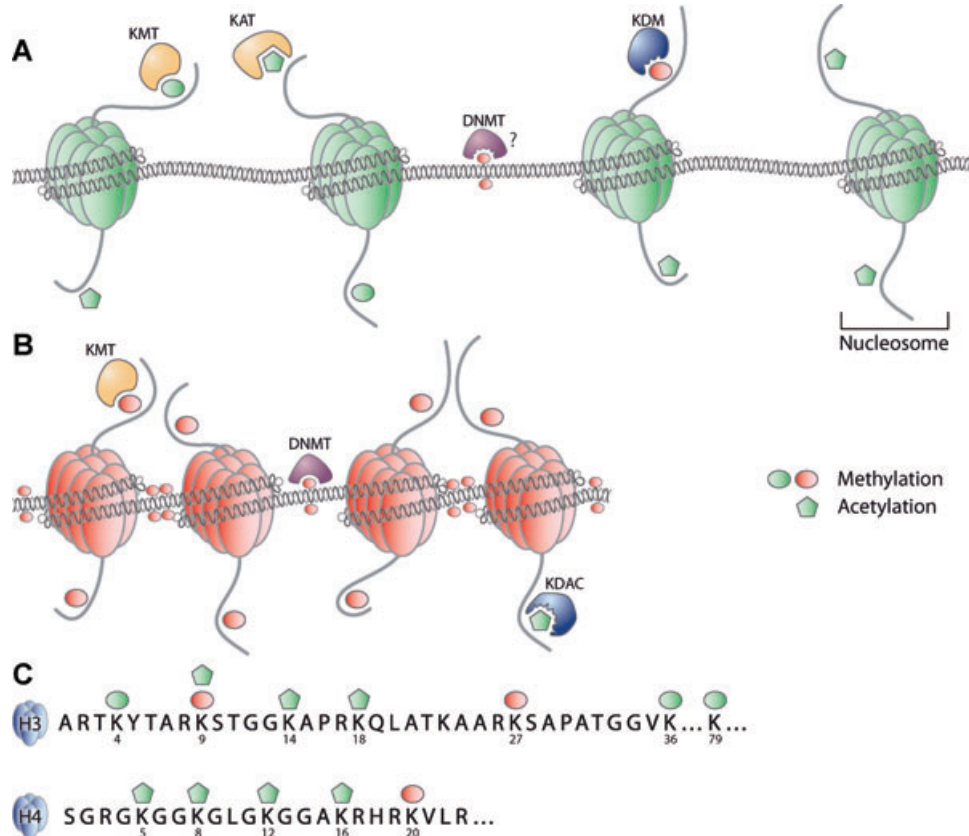 A
KMT
KAT
KDM
DNMT
?
Nucleosome
B
KMT
DNMT
Methylation
Acetylation
KDAC
C
H3 ARTKYTARKSTGGKAPRKQLATKAARKSAPATGGVK...K...
4 9 14 18 27 36 79
H4 SGRGKGGKGLGKGGAKRHRKVLR...
5 8 12 16 20